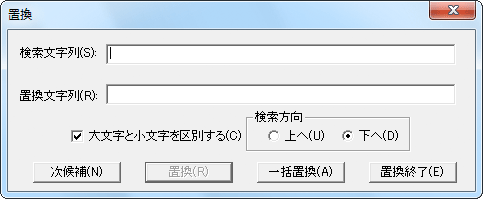 置換
検索文字列(S):
置換文字列(R):
大文字と小文字を区別する(C)
検索方向
上へ(U) 下へ(D)
次候補(N) 置換(R) 一括置換(A) 置換終了(E)